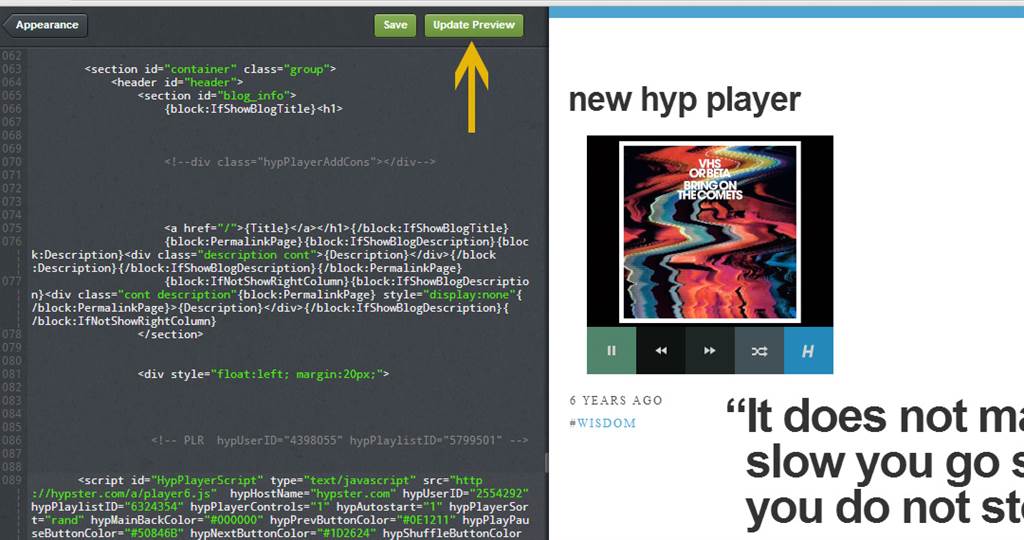 Appearance
Save
Update Preview
062
063 <section id="container" class="group">
064 <header id="header">
065 <section id="blog_info">
066 {block:IfShowBlogTitle}<h1>
067
068
069
070 <!--div class="hypPlayerAddCons"></div-->
071
072
073
074
075 <a href="/">{Title}</a></h1>{/block:IfShowBlogTitle}
076 {block:PermalinkPage}{block:IfShowBlogDescription}{bloc
k:Description}<div class="description cont">{Description}</div>{/block
:Description}{/block:IfShowBlogDescription}{/block:PermalinkPage}
077 {block:IfNotShowRightColumn}{block:IfShowBlogDescriptio
n}<div class="cont description"{block:PermalinkPage} style="display:none"{
/block:PermalinkPage}>{Description}</div>{/block:IfShowBlogDescription}{
/block:IfNotShowRightColumn}
078 </section>
079
080
081 <div style="float:left; margin:20px;">
082
083
084
085
086 <!-- PLR hypUserID="4398055" hypPlaylistID="5799501" -->
087
088
089 <script id="HypPlayerScript" type="text/javascript" src="http
://hypster.com/a/player6.js" hypHostName="hypster.com" hypUserID="2554292"
hypPlaylistID="6324354" hypPlayerControls="1" hypAutostart="1" hypPlayerSor
t="rand" hypMainBackColor="#000000" hypPrevButtonColor="#0E1211" hypPlayPau
seButtonColor="#50846B" hypNextButtonColor="#1D2624" hypShuffleButtonColor
new hyp player
VHS
OR BETA
BRING ON
THE COMETS
H
6 YEARS AGO
#WISDOM
“It does not ma
slow you go s
you do not sto